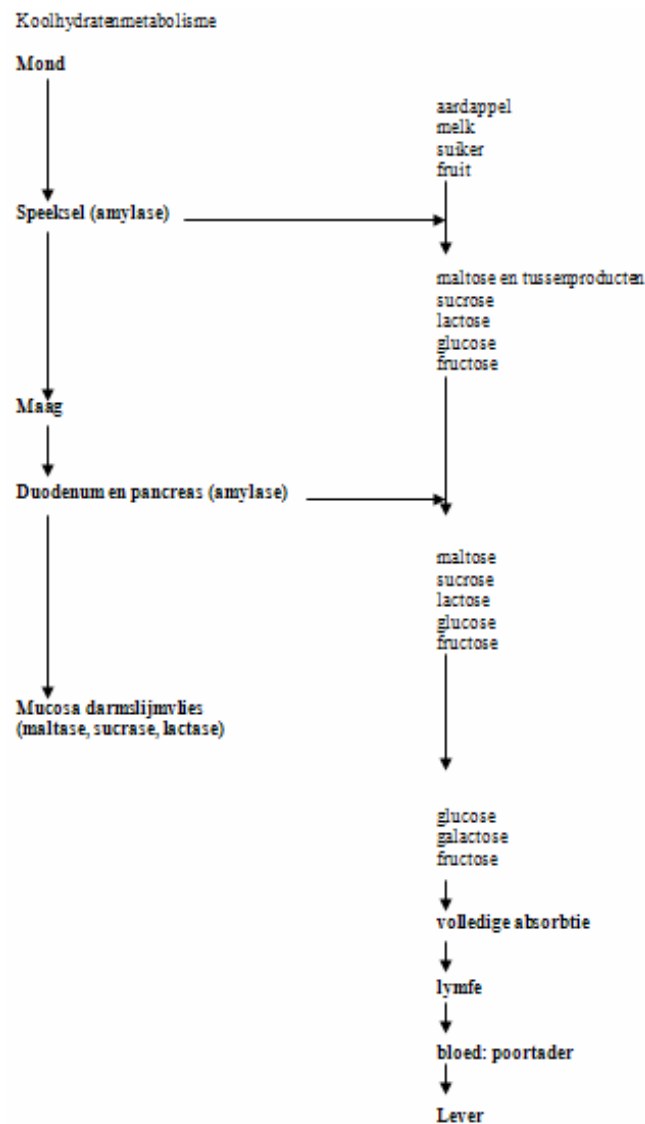 Koolhydratenmetabolisme
Mond
aardappel
melk
suiker
fruit
Speeksel (amylase)
maltose en tussenproducten
sucrose
lactose
glucose
fructose
Maag
Duodenum en pancreas (amylase)
maltose
sucrose
lactose
glucose
fructose
Mucosa darmslijmvlies
(maltase, sucrase, lactase)
glucose
galactose
fructose
volledige absorbtie
lymfe
bloed: poortader
Lever